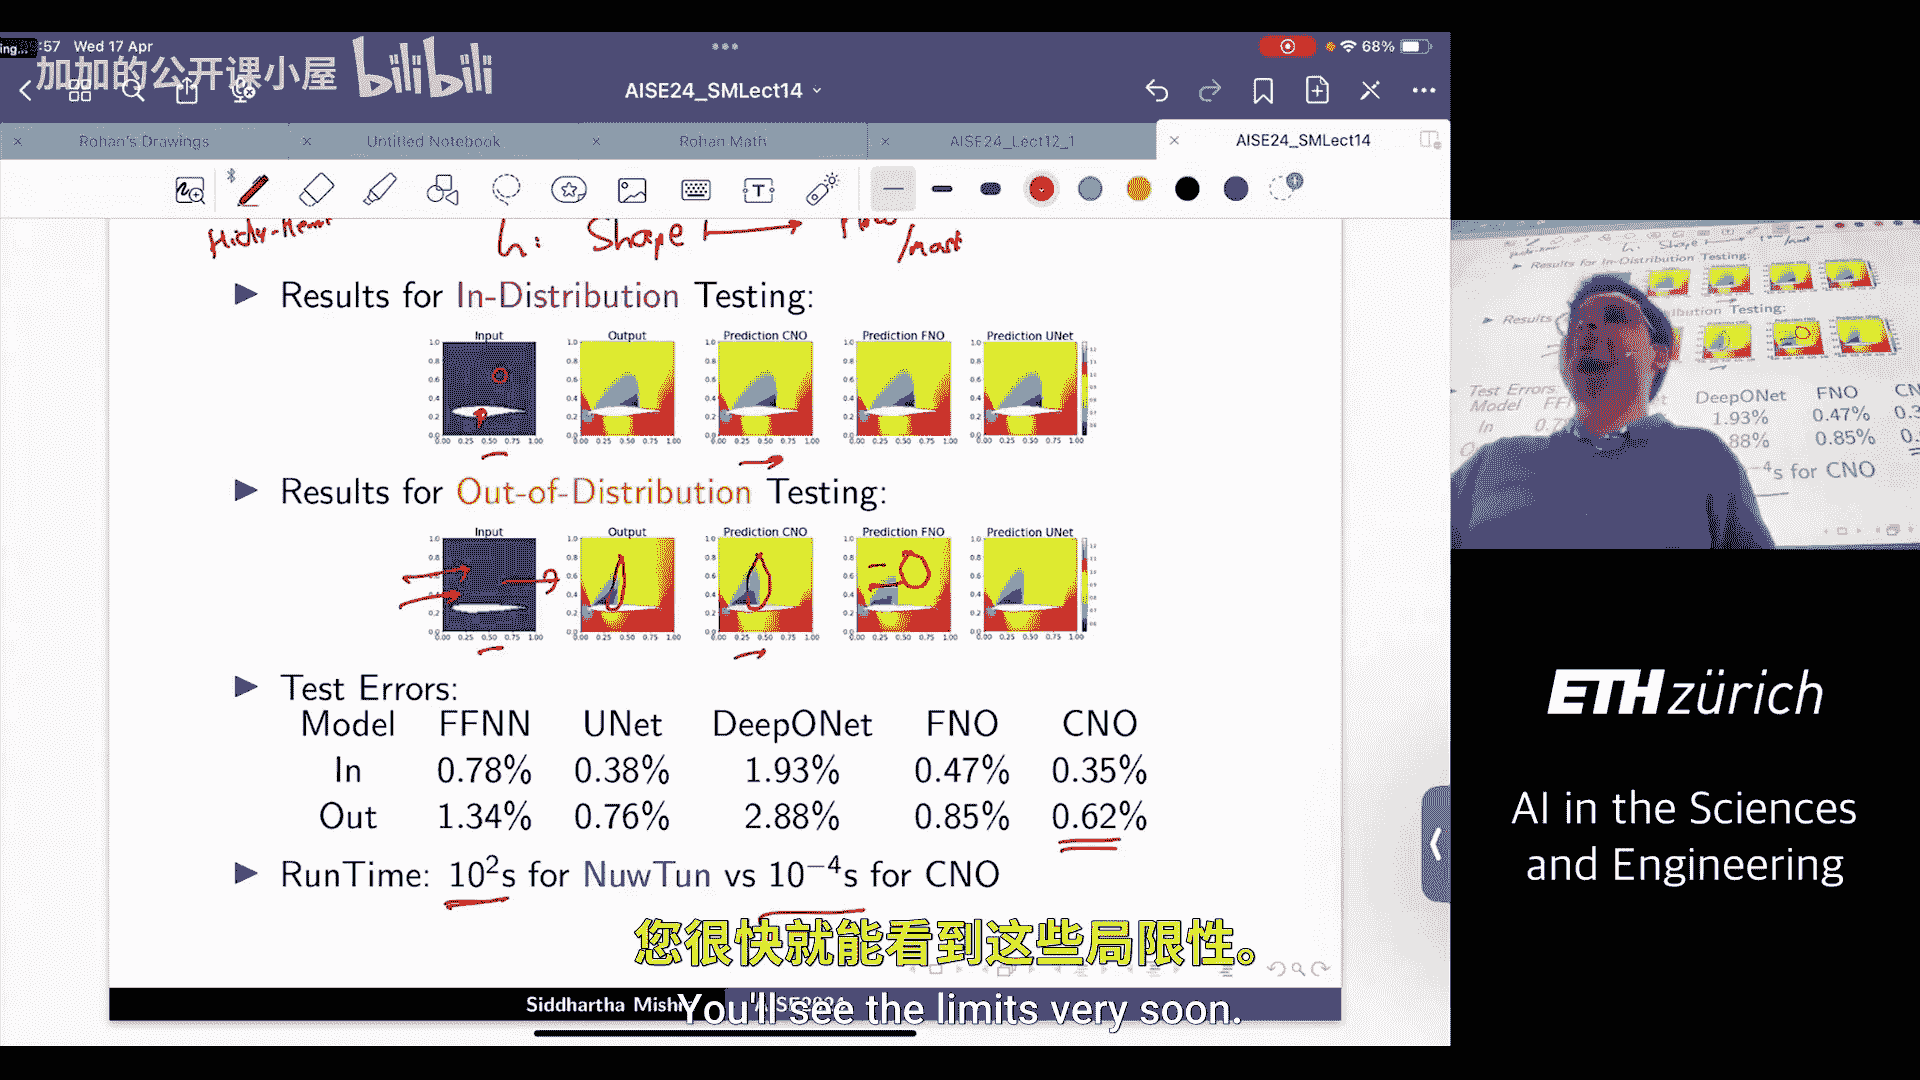 :57 Wed 17 Apr
68%
加加的公开课小屋 bilibili
AISE24_SMLect14
Rohan's Drawings
Untitled Notebook
Rohan Math
AISE24_Lect12_1
AISE24_SMLect14
h: Shape
Results for In-Distribution Testing:
Input Output Prediction CNO Prediction FNO Prediction UNet
Results for Out-of-Distribution Testing:
Input Output Prediction CNO Prediction FNO Prediction UNet
Test Errors:
Model FFNN UNet DeepONet FNO CNO
In 0.78% 0.38% 1.93% 0.47% 0.35%
Out 1.34% 0.76% 2.88% 0.85% 0.62%
RunTime: 10²s for NuwTun vs 10⁻⁴s for CNO
您很快就能看到这些局限性。
You'll see the limits very soon.
ETH zürich
AI in the Sciences
and Engineering